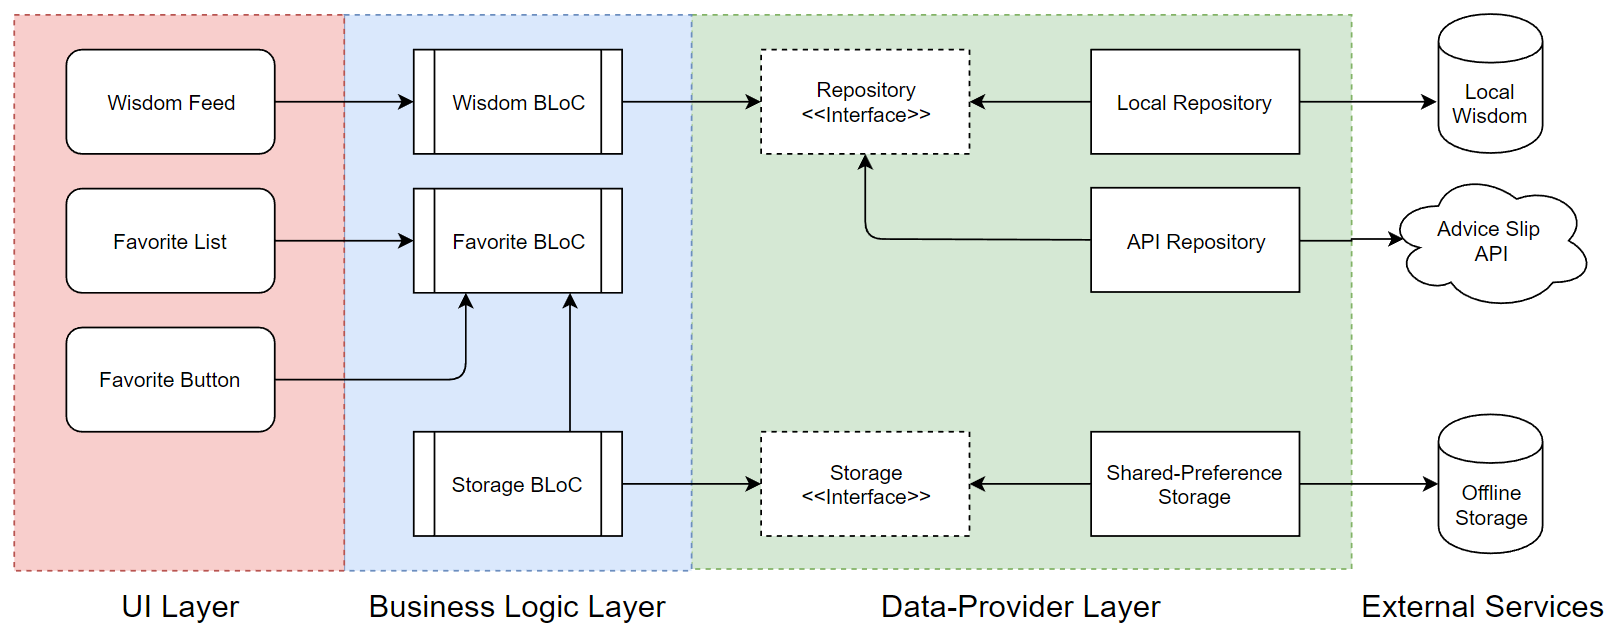 Wisdom Feed
Wisdom BLoC
Repository
<<Interface>>
Local Repository
Local
Wisdom
Favorite List
Favorite BLoC
API Repository
Advice Slip
API
Favorite Button
Storage BLoC
Storage
<<Interface>>
Shared-Preference
Storage
Offline
Storage
UI Layer
Business Logic Layer
Data-Provider Layer
External Services